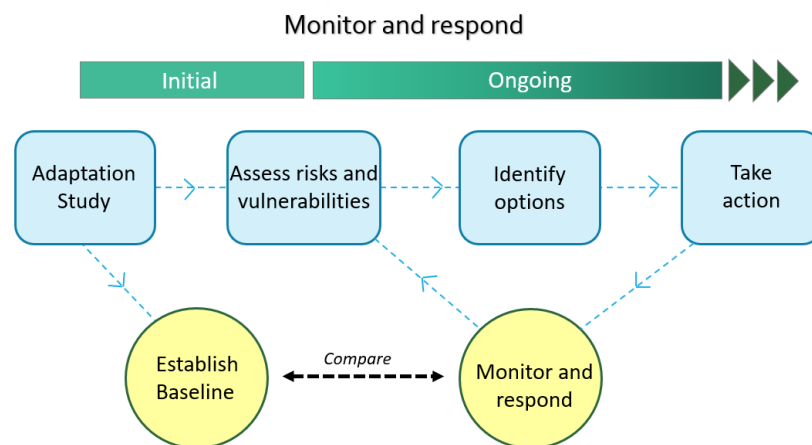 Monitor and respond
Initial
Ongoing
Adaptation
Study
Assess risks and
vulnerabilities
Identify
options
Take
action
Establish
Baseline
Compare
Monitor and
respond